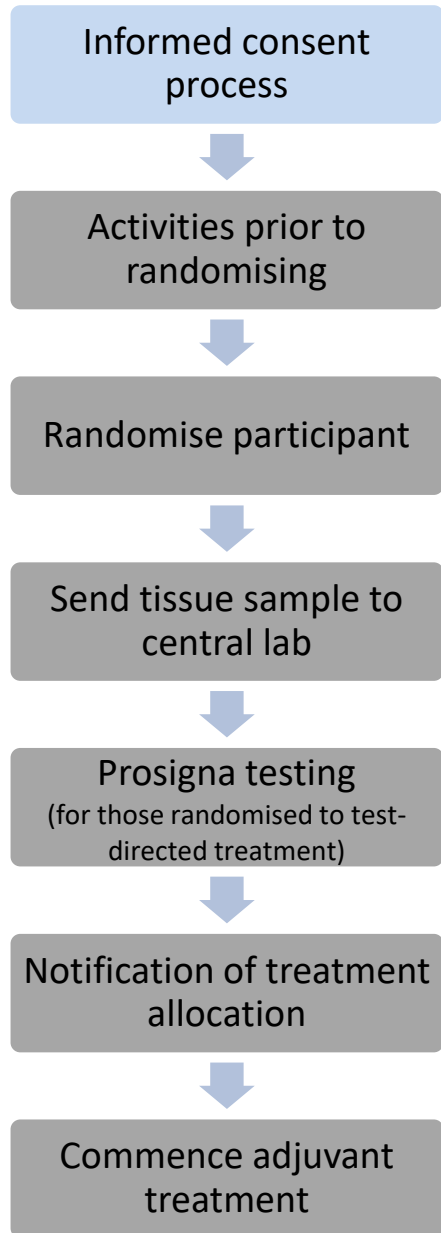 Informed consent
process
Activities prior to
randomising
Randomise participant
Send tissue sample to
central lab
Prosigna testing
(for those randomised to test-
directed treatment)
Notification of treatment
allocation
Commence adjuvant
treatment